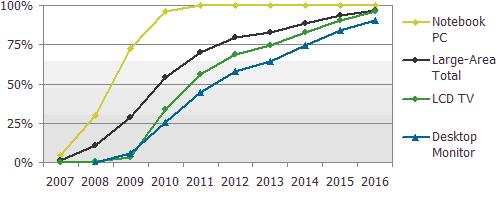 100%
75%
50%
25%
0%
2007 2008 2009 2010 2011 2012 2013 2014 2015 2016
Notebook
PC
Large-Area
Total
LCD TV
Desktop
Monitor